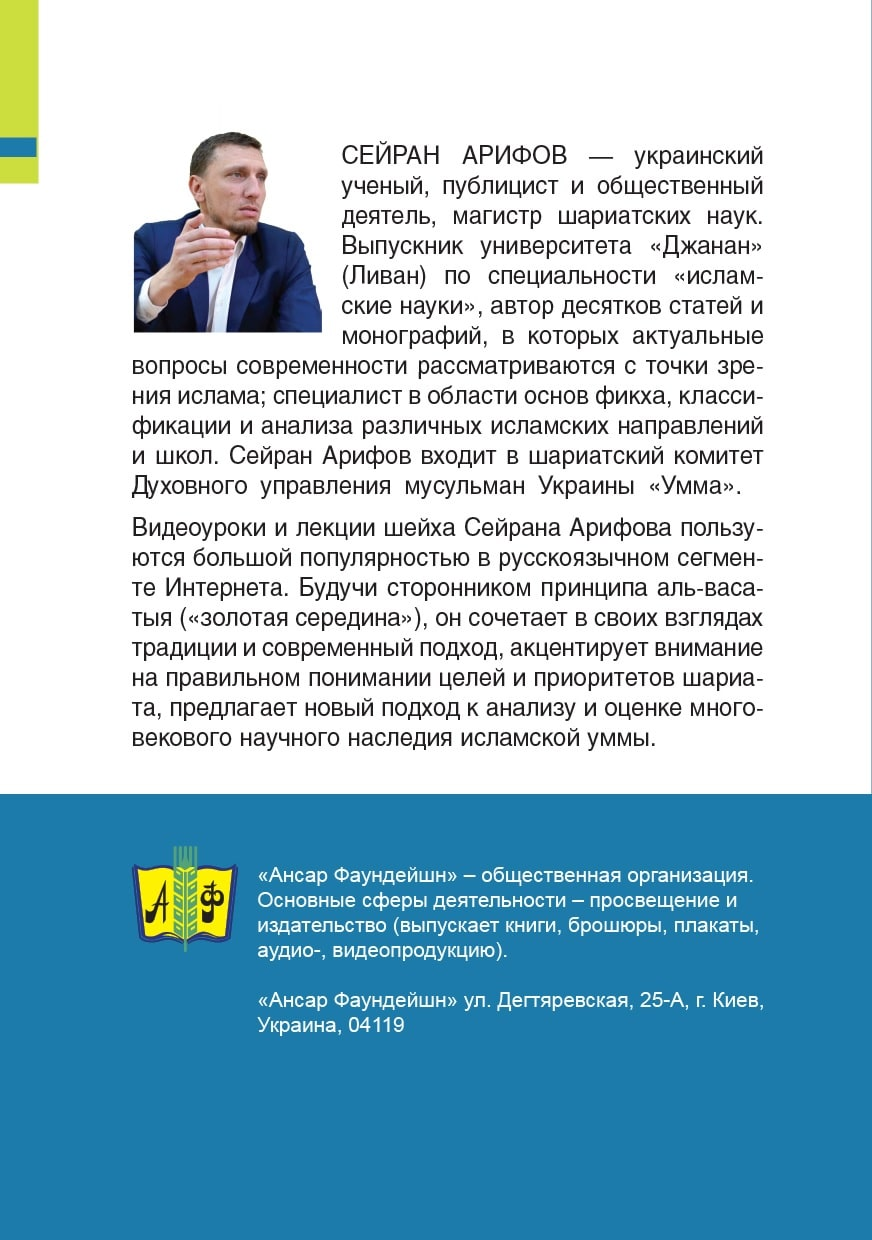 СЕЙРАН АРИФОВ — украинский
ученый, публицист и общественный
деятель, магистр шариатских наук.
Выпускник университета «Джанан»
(Ливан) по специальности «ислам-
ские науки», автор десятков статей и
монографий, в которых актуальные
вопросы современности рассматриваются с точки зре-
ния ислама; специалист в области основ фикха, класси-
фикации и анализа различных исламских направлений
и школ. Сейран Арифов входит в шариатский комитет
Духовного управления мусульман Украины «Умма».
Видеоуроки и лекции шейха Сейрана Арифова пользу-
ются большой популярностью в русскоязычном сегмен-
те Интернета. Будучи сторонником принципа аль-васа-
тыя («золотая середина»), он сочетает в своих взглядах
традиции и современный подход, акцентирует внимание
на правильном понимании целей и приоритетов шариа-
та, предлагает новый подход к анализу и оценке много-
векового научного наследия исламской уммы.
А Ф
«Ансар Фаундейшн» – общественная организация.
Основные сферы деятельности – просвещение и
издательство (выпускает книги, брошюры, плакаты,
аудио-, видеопродукцию).
«Ансар Фаундейшн» ул. Дегтяревская, 25-А, г. Киев,
Украина, 04119